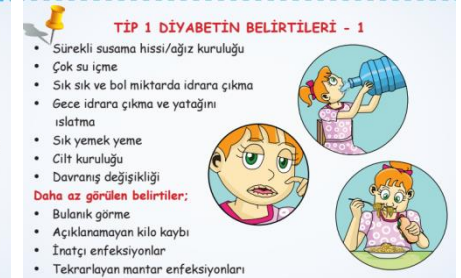 TİP 1 DİYABETİN BELİRTİLERİ - 1
• Sürekli susama hissi/ağız kuruluğu
• Çok su içme
• Sık sık ve bol miktarda idrara çıkma
• Gece idrara çıkma ve yatağını
ıslatma
• Sık yemek yeme
• Cilt kuruluğu
• Davranış değişikliği
Daha az görülen belirtiler;
• Bulanık görme
• Açıklanamayan kilo kaybı
• İnatçı enfeksiyonlar
• Tekrarlayan mantar enfeksiyonları